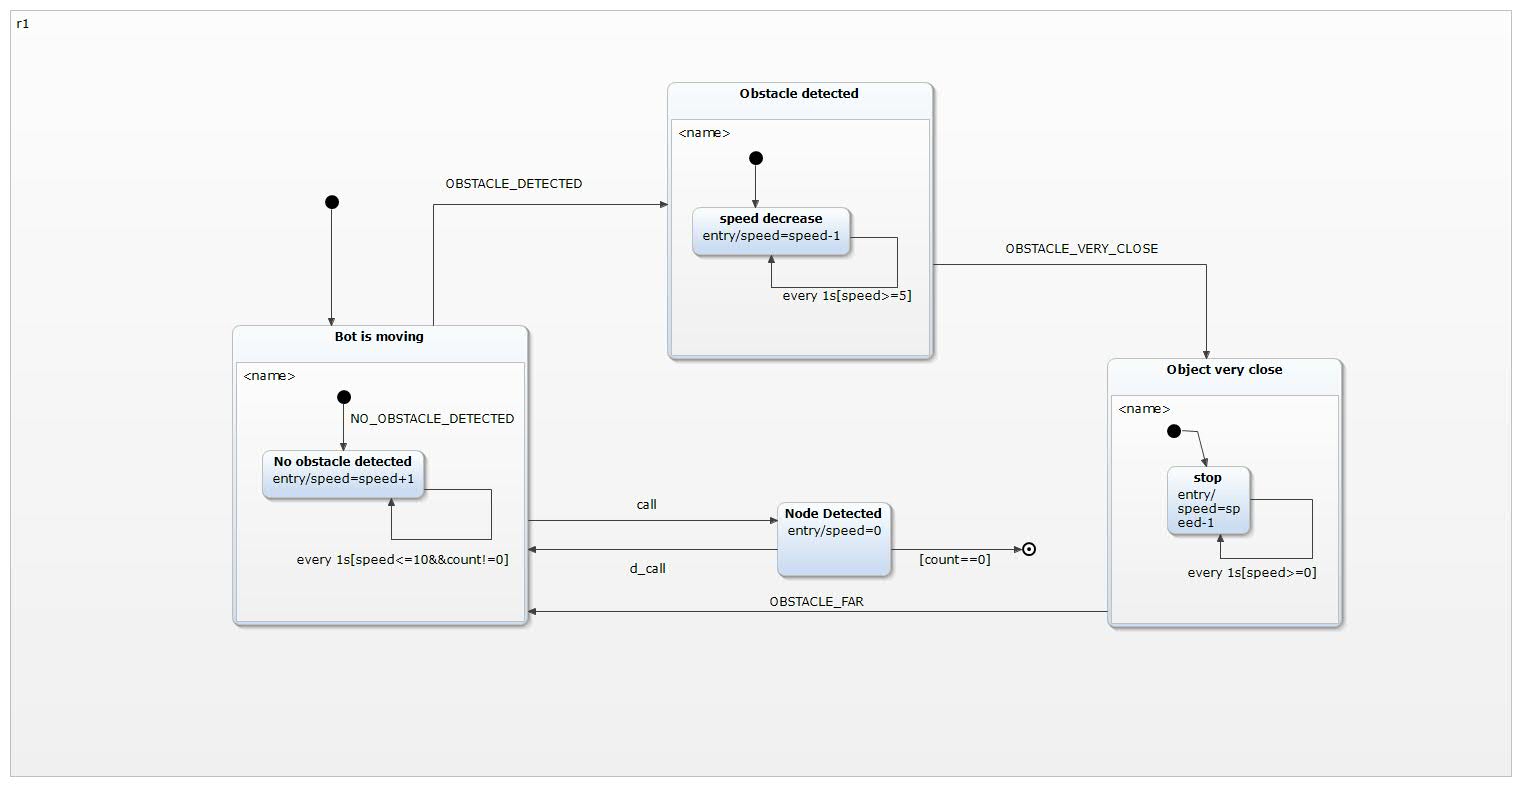 r1
Obstacle detected
<name>
OBSTACLE_DETECTED
speed decrease
entry/speed=speed-1
OBSTACLE_VERY_CLOSE
every 1s[speed>=5]
Bot is moving
<name>
NO_OBSTACLE_DETECTED
No obstacle detected
entry/speed=speed+1
every 1s[speed<=10&&count!=0]
Object very close
<name>
stop
entry/
speed=sp
eed-1
every 1s[speed>=0]
call
Node Detected
entry/speed=0
d_call
[count==0]
OBSTACLE_FAR